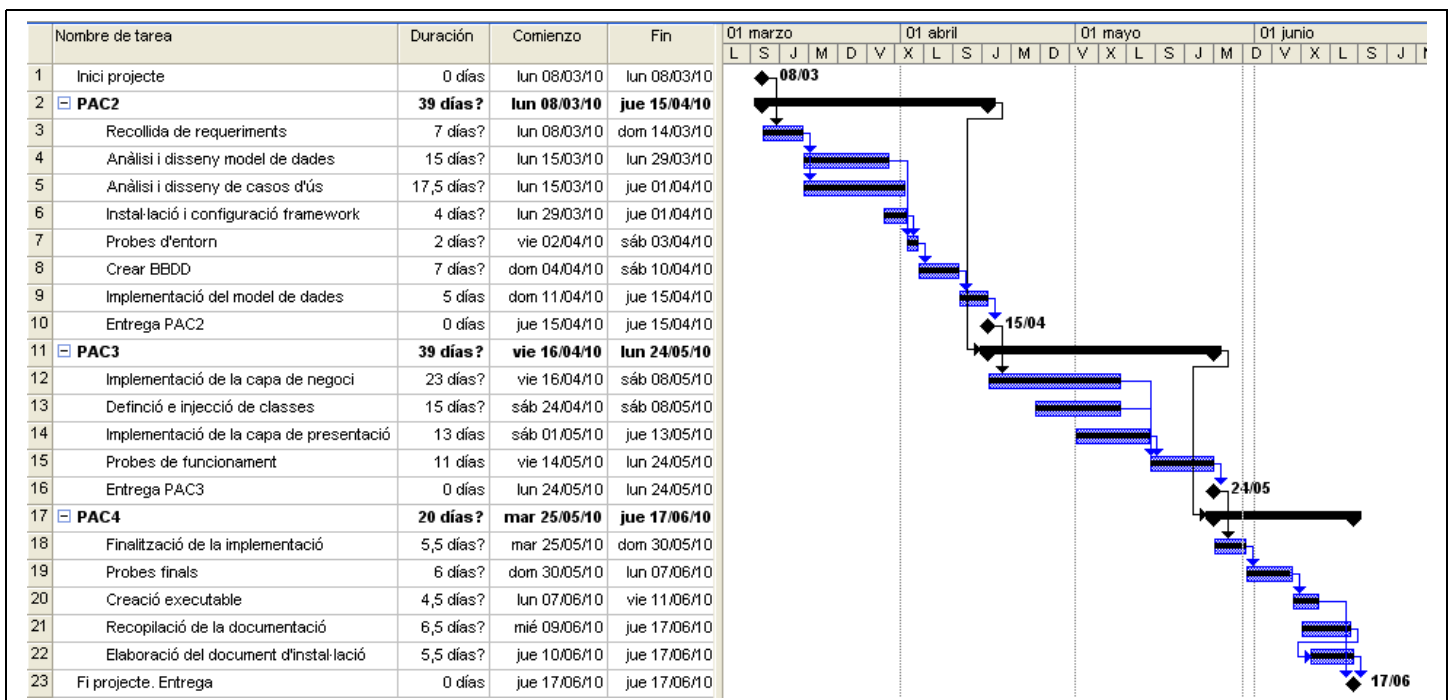 Nombre de tarea Duración Comienzo Fin 01 marzo 01 abril 01 mayo 01 junio
L S J M D V X L S J M D V X L S J M D V X L S J
1 Inici projecte 0 días lun 08/03/10 lun 08/03/10 08/03
2 PAC2 39 días? lun 08/03/10 jue 15/04/10
3 Recollida de requeriments 7 días? lun 08/03/10 dom 14/03/10
4 Anàlisi i disseny model de dades 15 días? lun 15/03/10 lun 29/03/10
5 Anàlisi i disseny de casos d'ús 17,5 días? lun 15/03/10 jue 01/04/10
6 Instal·lació i configuració framework 4 días? lun 29/03/10 jue 01/04/10
7 Probes d'entorn 2 días? vie 02/04/10 sáb 03/04/10
8 Crear BBDD 7 días? dom 04/04/10 sáb 10/04/10
9 Implementació del model de dades 5 días dom 11/04/10 jue 15/04/10
10 Entrega PAC2 0 días jue 15/04/10 jue 15/04/10 15/04
11 PAC3 39 días? vie 16/04/10 lun 24/05/10
12 Implementació de la capa de negoci 23 días? vie 16/04/10 sáb 08/05/10
13 Definció e injecció de classes 15 días? sáb 24/04/10 sáb 08/05/10
14 Implementació de la capa de presentació 13 días sáb 01/05/10 jue 13/05/10
15 Probes de funcionament 11 días vie 14/05/10 lun 24/05/10
16 Entrega PAC3 0 días lun 24/05/10 lun 24/05/10 24/05
17 PAC4 20 días? mar 25/05/10 jue 17/06/10
18 Finalització de la implementació 5,5 días? mar 25/05/10 dom 30/05/10
19 Probes finals 6 días? dom 30/05/10 lun 07/06/10
20 Creació executable 4,5 días? lun 07/06/10 vie 11/06/10
21 Recopilació de la documentació 6,5 días? mié 09/06/10 jue 17/06/10
22 Elaboració del document d'instal·lació 5,5 días? jue 10/06/10 jue 17/06/10
23 Fi projecte. Entrega 0 días jue 17/06/10 jue 17/06/10 17/06